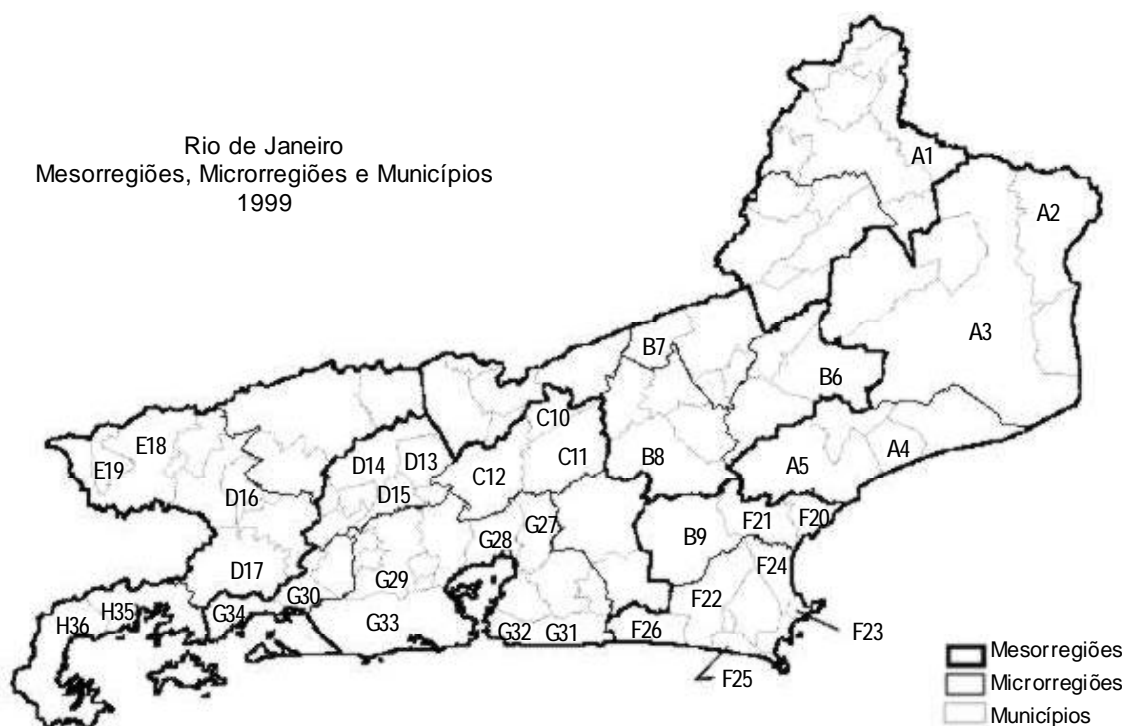 Rio de Janeiro
Mesorregiões, Microrregiões e Municípios
1999
A1
A2
A3
B7
B6
C10
A4
E18
D14
D13
C11
B8
A5
E19
C12
D15
D16
G27
F21
F20
G28
B9
F24
D17
G29
G30
F22
H35
G34
G33
H36
G32
G31
F26
F23
F25
Mesorregiões
Microrregiões
Municípios